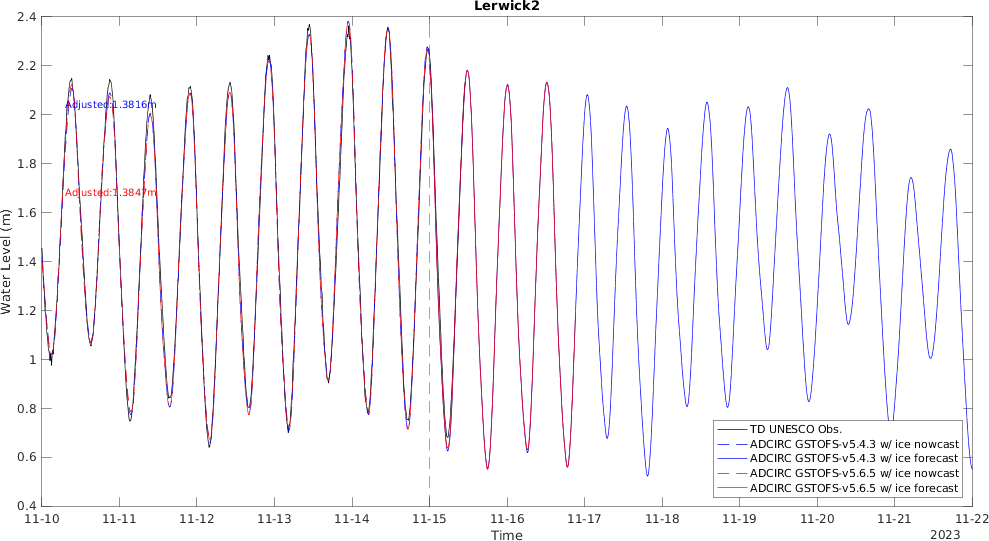 Lerwick2
2.4
2.2
2
1.8
1.6
1.4
1.2
1
0.8
0.6
0.4
Water Level (m)
Adjusted:1.3816m
Adjusted:1.3847m
TD UNESCO Obs.
ADCIRC GSTOFS-v5.4.3 w/ ice nowcast
ADCIRC GSTOFS-v5.4.3 w/ ice forecast
ADCIRC GSTOFS-v5.6.5 w/ ice nowcast
ADCIRC GSTOFS-v5.6.5 w/ ice forecast
11-10 11-11 11-12 11-13 11-14 11-15 11-16 11-17 11-18 11-19 11-20 11-21 11-22
Time
2023